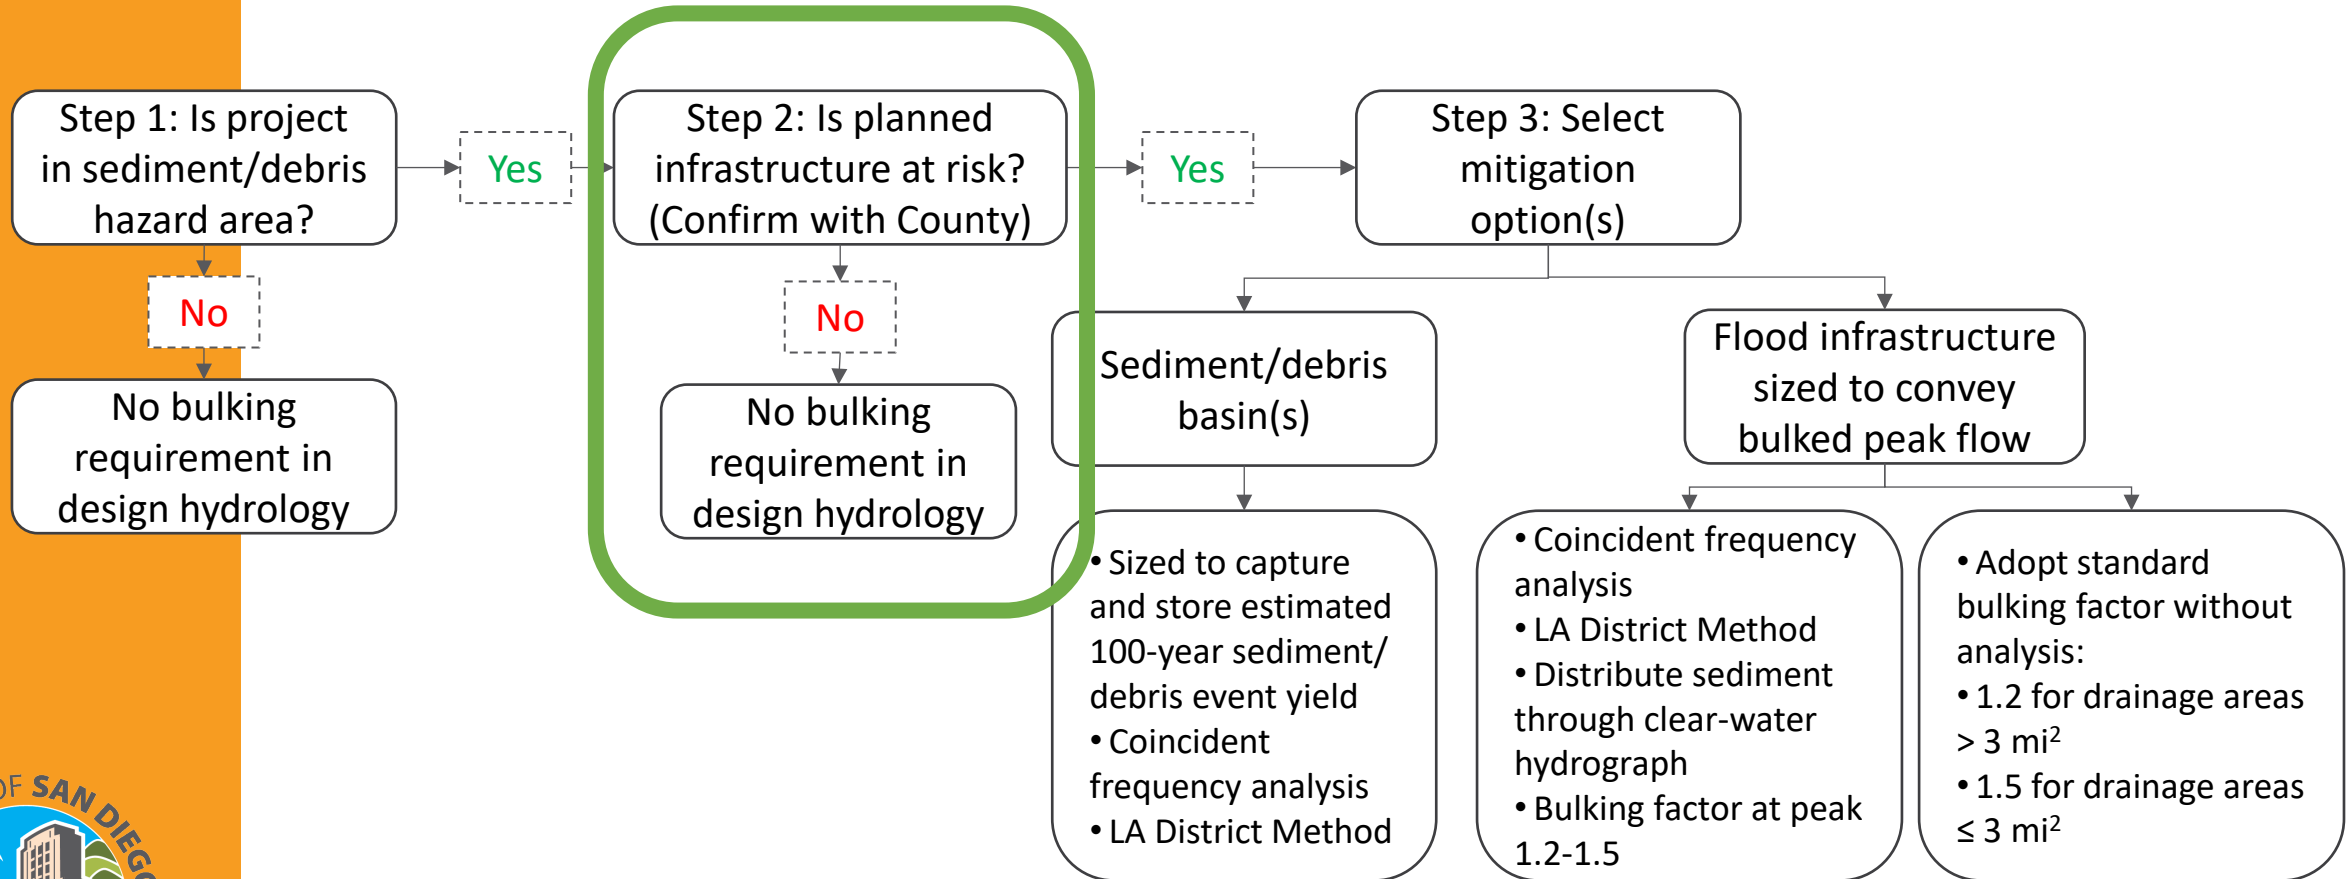 Step 1: Is project
in sediment/debris
hazard area?
Yes
Step 2: Is planned
infrastructure at risk?
(Confirm with County)
Yes
Step 3: Select
mitigation
option(s)
No
No bulking
requirement in
design hydrology
No
No bulking
requirement in
design hydrology
Sediment/debris
basin(s)
Flood infrastructure
sized to convey
bulked peak flow
• Sized to capture
and store estimated
100-year sediment/
debris event yield
• Coincident
frequency analysis
• LA District Method
• Coincident frequency
analysis
• LA District Method
• Distribute sediment
through clear-water
hydrograph
• Bulking factor at peak
1.2-1.5
• Adopt standard
bulking factor without
analysis:
• 1.2 for drainage areas
> 3 mi²
• 1.5 for drainage areas
≤ 3 mi²
OF SAN DIEG